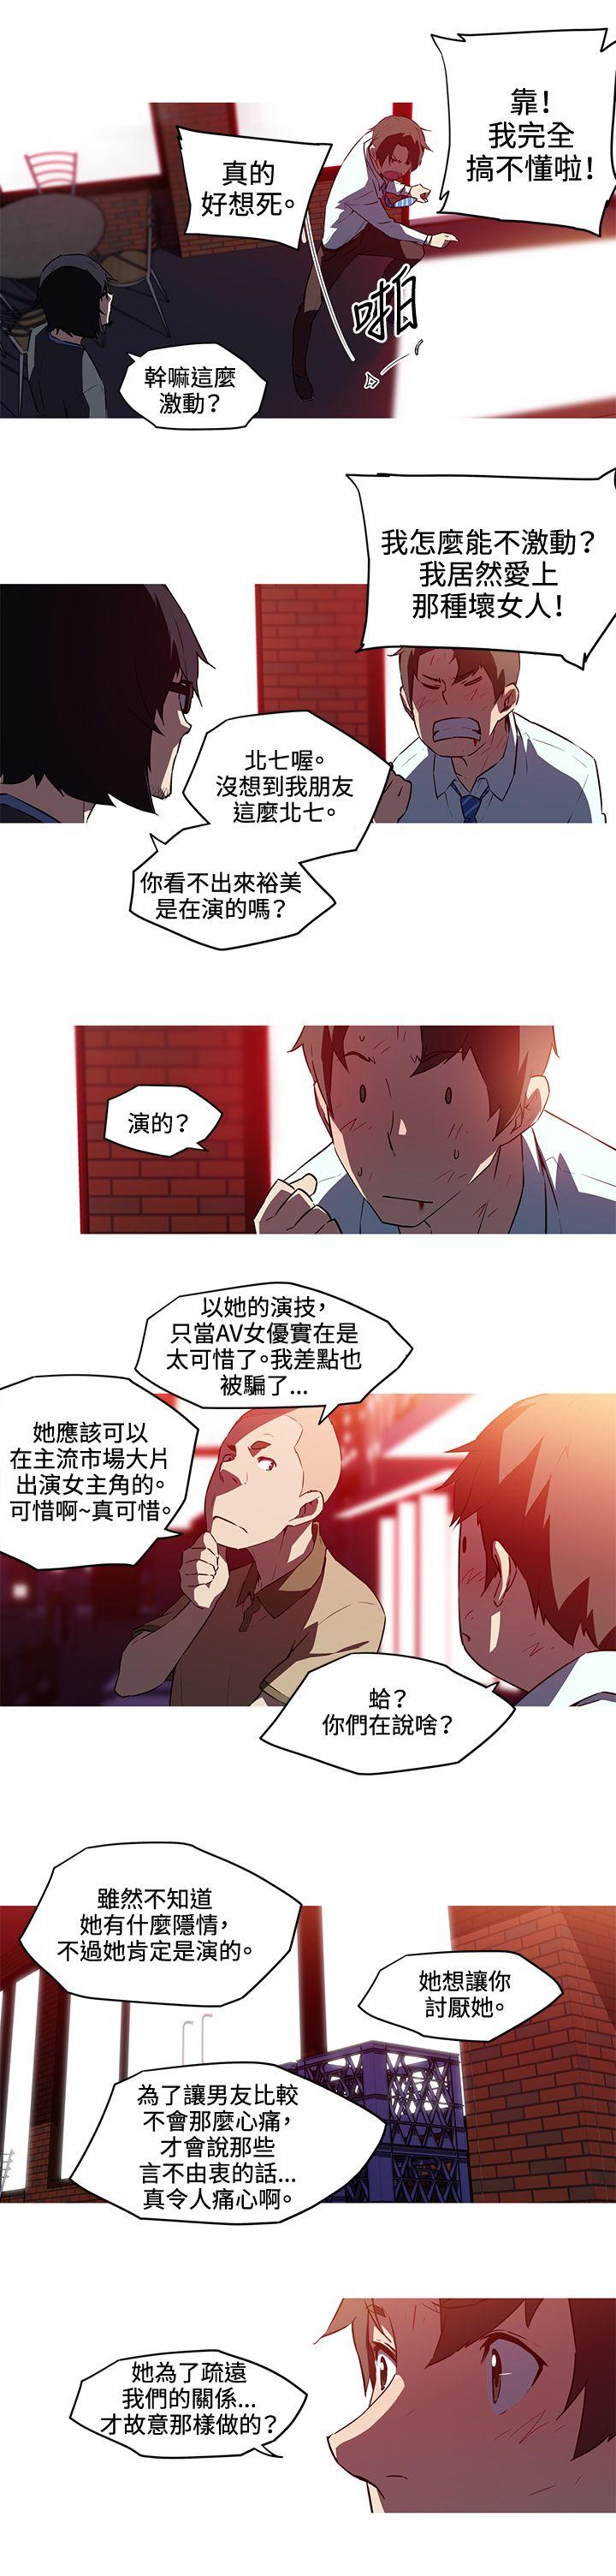 靠！
我完全
搞不懂啦！
真的
好想死。
啪
幹嘛這麼
激動？
我怎麼能不激動？
我居然愛上
那種壞女人！
北七喔。
沒想到我朋友
這麼北七。
你看不出來裕美
是在演的嗎？
演的？
以她的演技，
只當AV女優實在是
太可惜了。我差點也
被騙了...
她應該可以
在主流市場大片
出演女主角的。
可惜啊~真可惜。
蛤？
你們在說啥？
雖然不知道
她有什麼隱情，
不過她肯定是演的。
她想讓你
討厭她。
為了讓男友比較
不會那麼心痛，
才會說那些
言不由衷的話...
真令人痛心啊。
她為了疏遠
我們的關係...
才故意那樣做的？